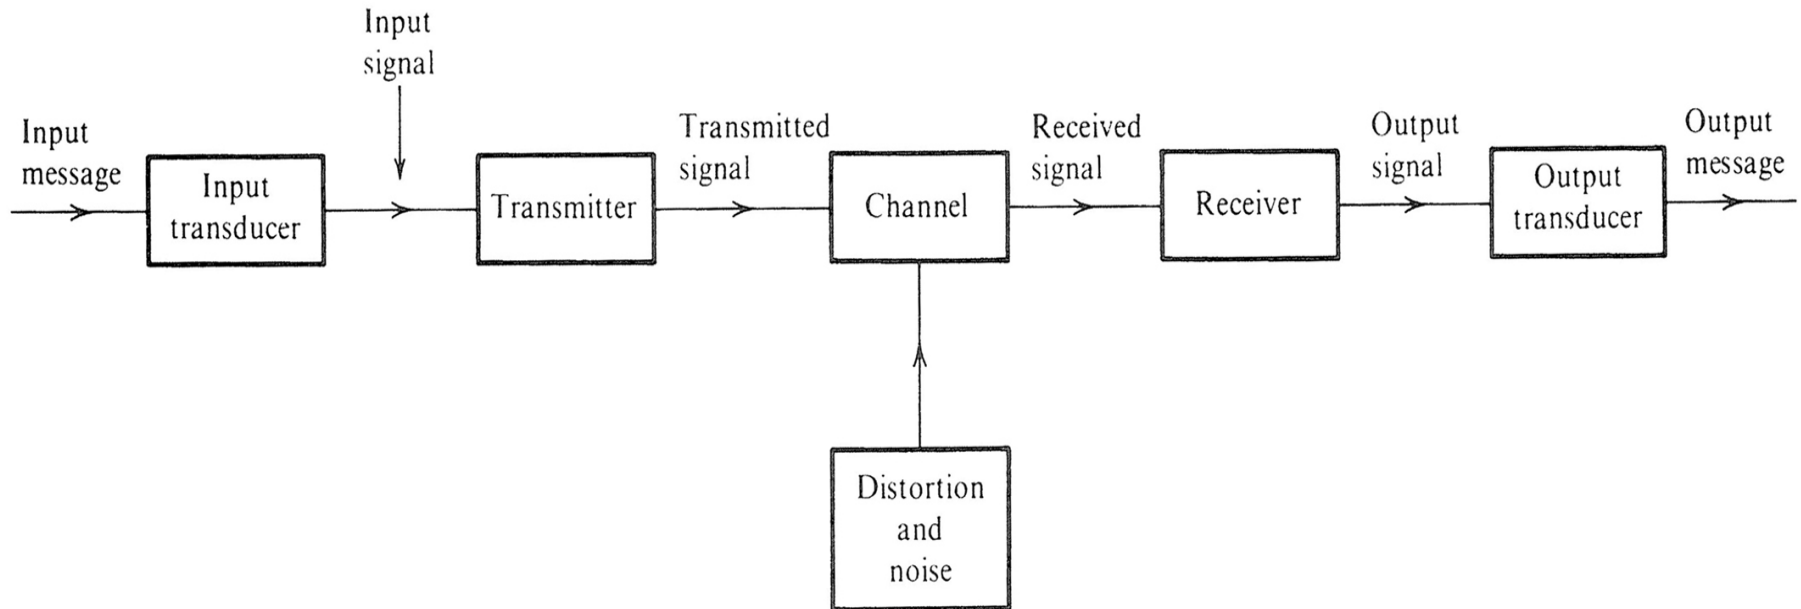 Input
signal
Input
message
Input
transducer
Transmitter
Transmitted
signal
Channel
Received
signal
Receiver
Output
signal
Output
transducer
Output
message
Distortion
and
noise